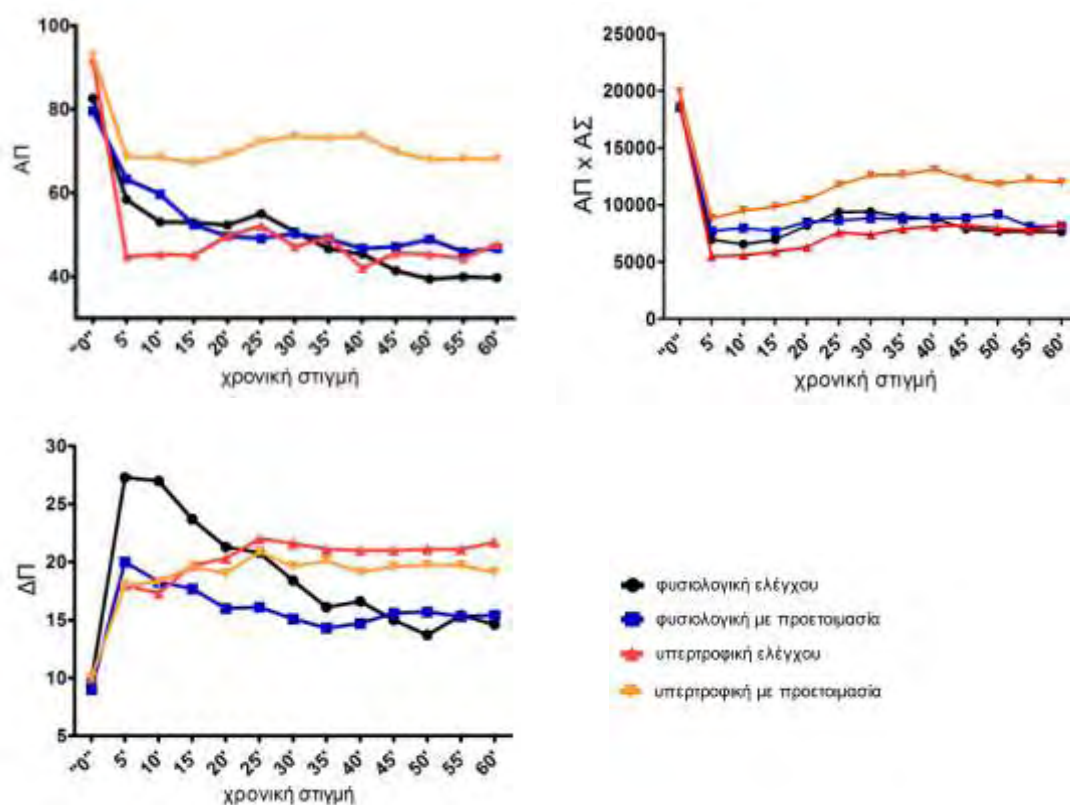 100
80
60
40
ΑΠ
"0" 5' 10' 15' 20' 25' 30' 35' 40' 45' 50' 55' 60'
χρονική στιγμή
25000
20000
15000
10000
5000
0
ΑΠ x ΑΣ
"0" 5' 10' 15' 20' 25' 30' 35' 40' 45' 50' 55' 60'
χρονική στιγμή
30
25
20
15
10
5
ΔΠ
"0" 5' 10' 15' 20' 25' 30' 35' 40' 45' 50' 55' 60'
χρονική στιγμή
φυσιολογική ελέγχου
φυσιολογική με προετοιμασία
υπερτροφική ελέγχου
υπερτροφική με προετοιμασία